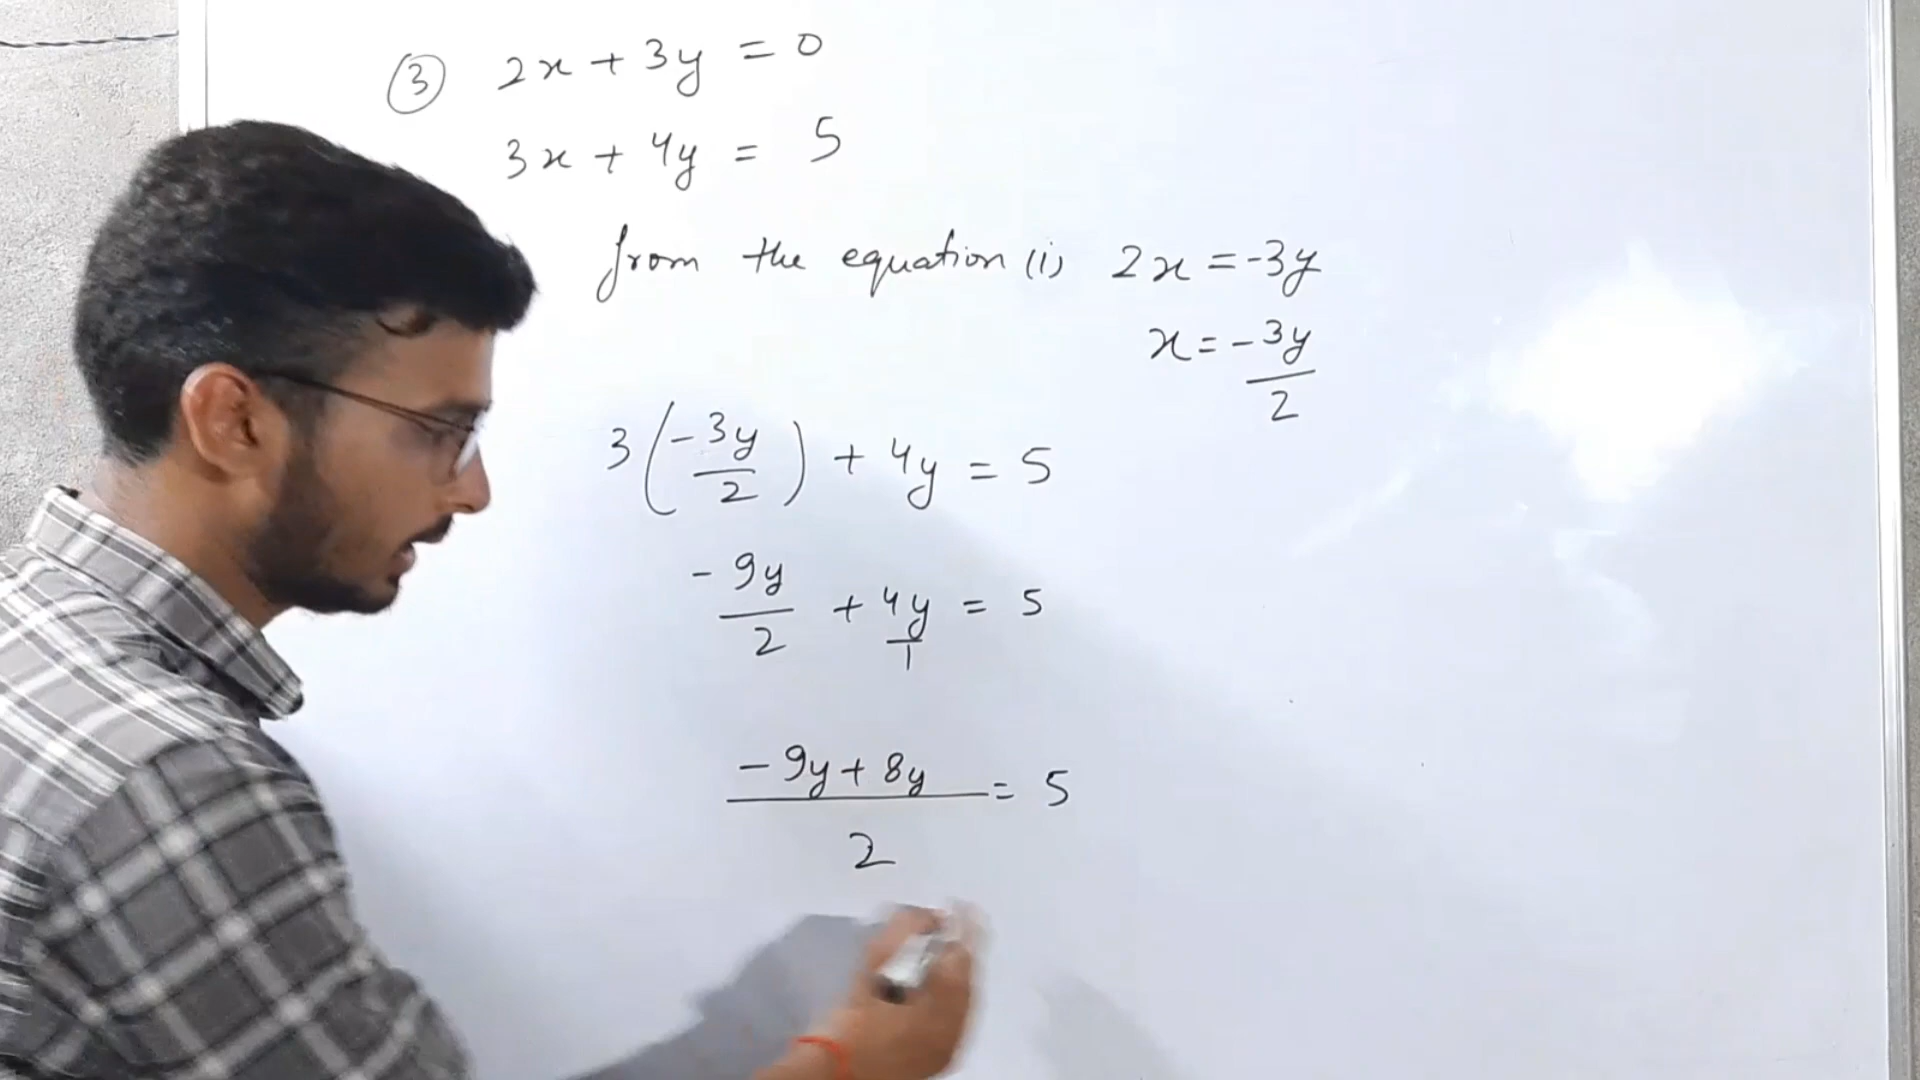 ③ 2x + 3y = 0
3x + 4y = 5
from the equation (i) 2x = -3y
x = -3y/2
3(-3y/2) + 4y = 5
-9y/2 + 4y/1 = 5
-9y + 8y/2 = 5